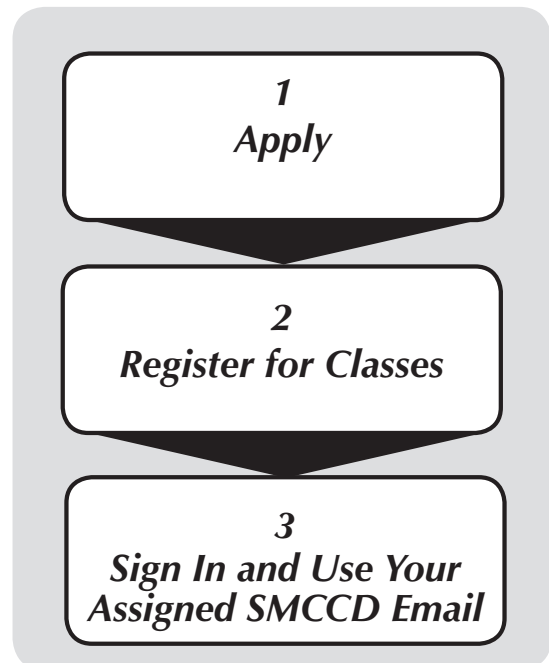 1
Apply
2
Register for Classes
3
Sign In and Use Your
Assigned SMCCD Email